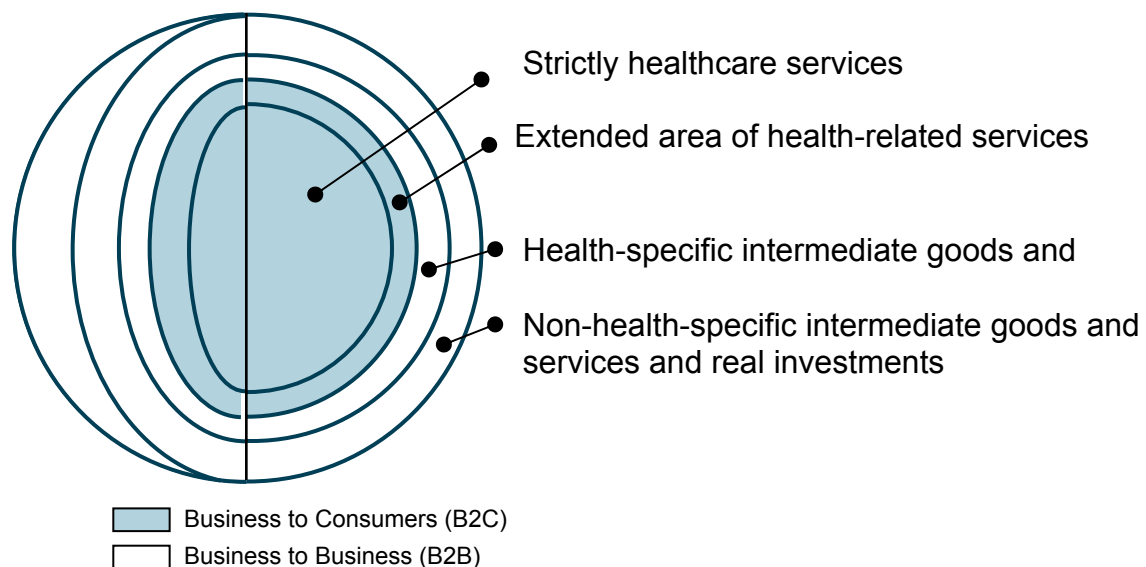 Strictly healthcare services
Extended area of health-related services
Health-specific intermediate goods and
Non-health-specific intermediate goods and
services and real investments
Business to Consumers (B2C)
Business to Business (B2B)